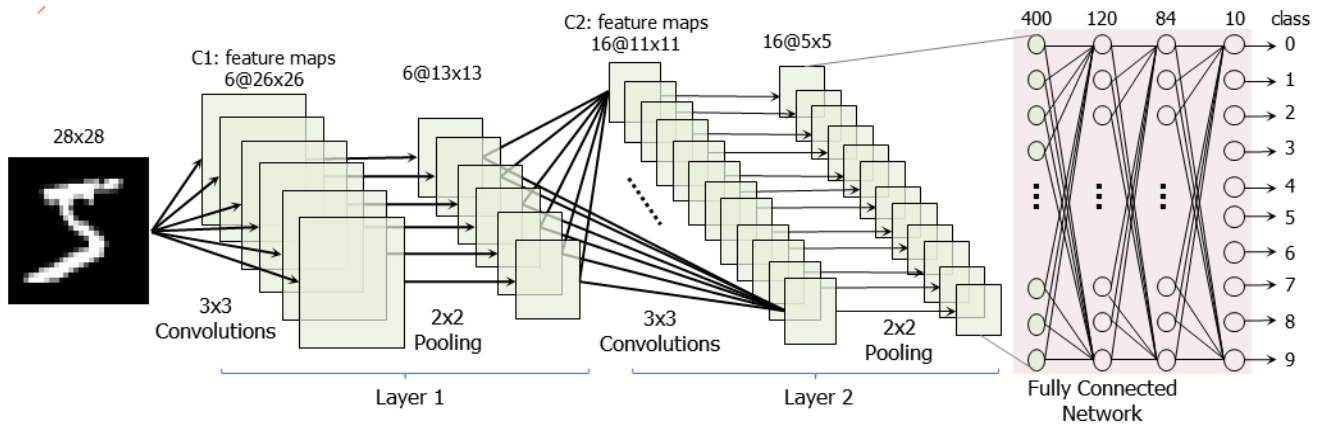 28x28
C1: feature maps
6@26x26
6@13x13
C2: feature maps
16@11x11
16@5x5
400 120 84 10 class
0
1
2
3
4
5
6
7
8
9
3x3
Convolutions
2x2
Pooling
3x3
Convolutions
2x2
Pooling
Layer 1
Layer 2
Fully Connected
Network